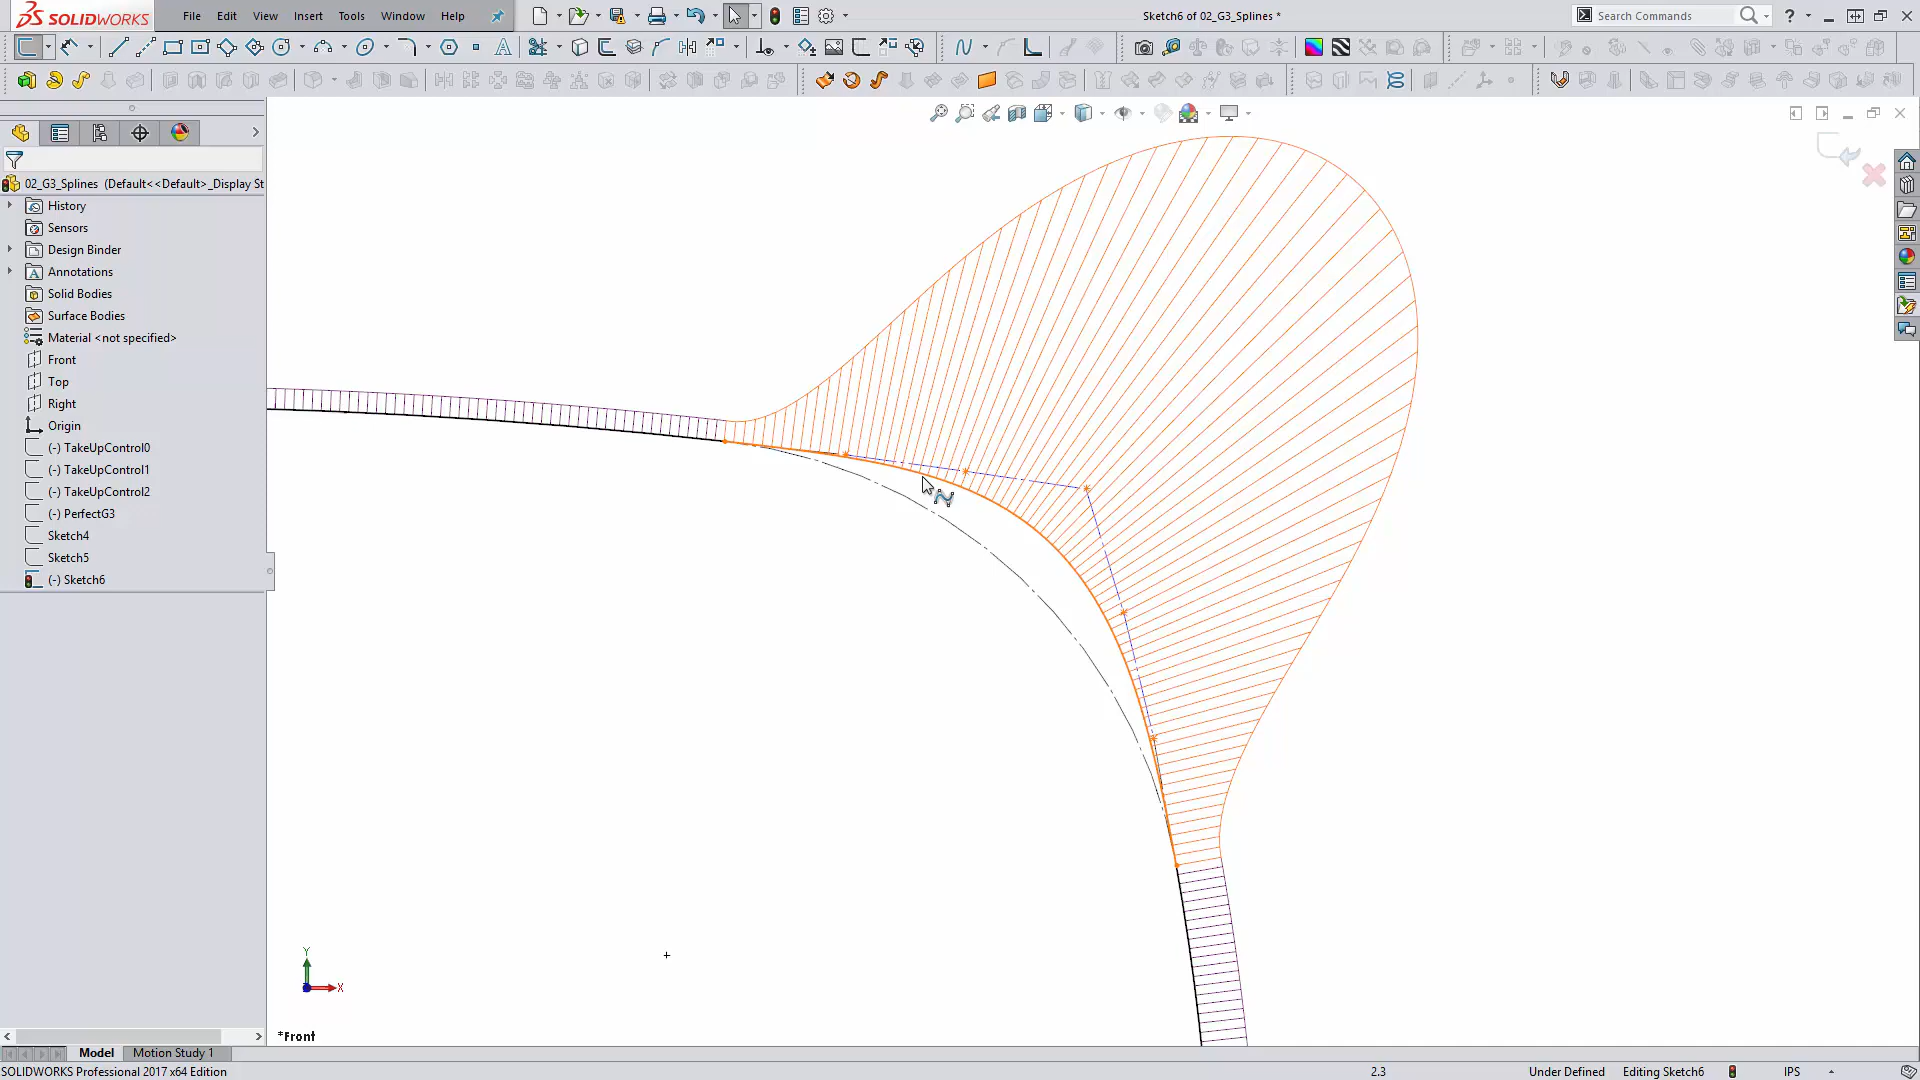 SOLIDWORKS File Edit View Insert Tools Window Help Sketch6 of 02_G3_Splines * Search Commands
02_G3_Splines (Default<<Default>_Display St
History
Sensors
Design Binder
Annotations
Solid Bodies
Surface Bodies
Material <not specified>
Front
Top
Right
Origin
(-) TakeUpControl0
(-) TakeUpControl1
(-) TakeUpControl2
(-) PerfectG3
Sketch4
Sketch5
(-) Sketch6
Y
X
*Front
Model Motion Study 1
SOLIDWORKS Professional 2017 x64 Edition 2.3 Under Defined Editing Sketch6 IPS